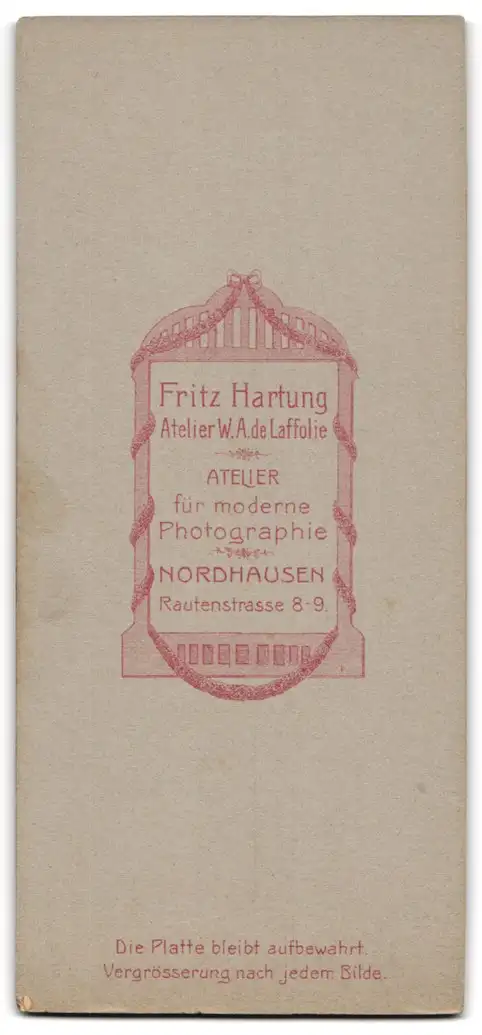 Fritz Hartung
Atelier W. A. de Laffolie
ATELIER
für moderne
Photographie
NORDHAUSEN
Rautenstrasse 8-9.
Die Platte bleibt aufbewahrt.
Vergrösserung nach jedem Bilde.